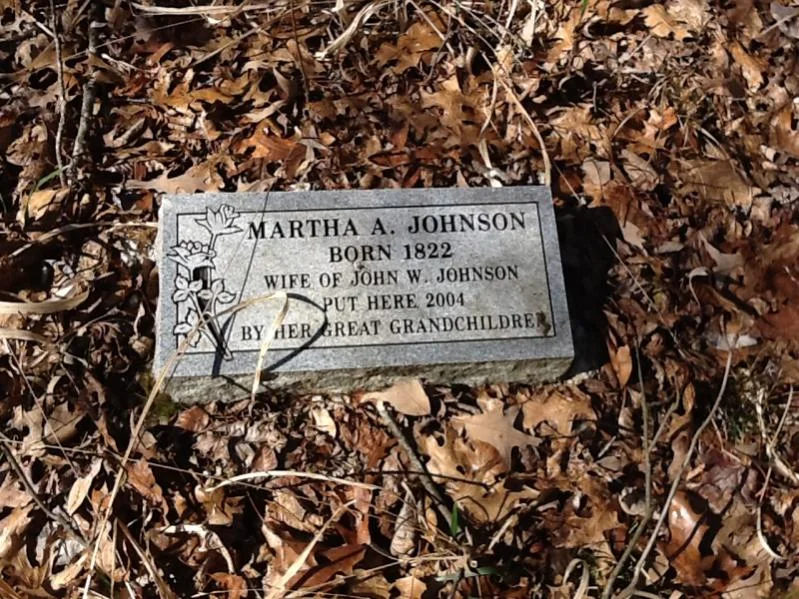 MARTHA A. JOHNSON
BORN 1822
WIFE OF JOHN W. JOHNSON
PUT HERE 2004
BY HER GREAT GRANDCHILDREN